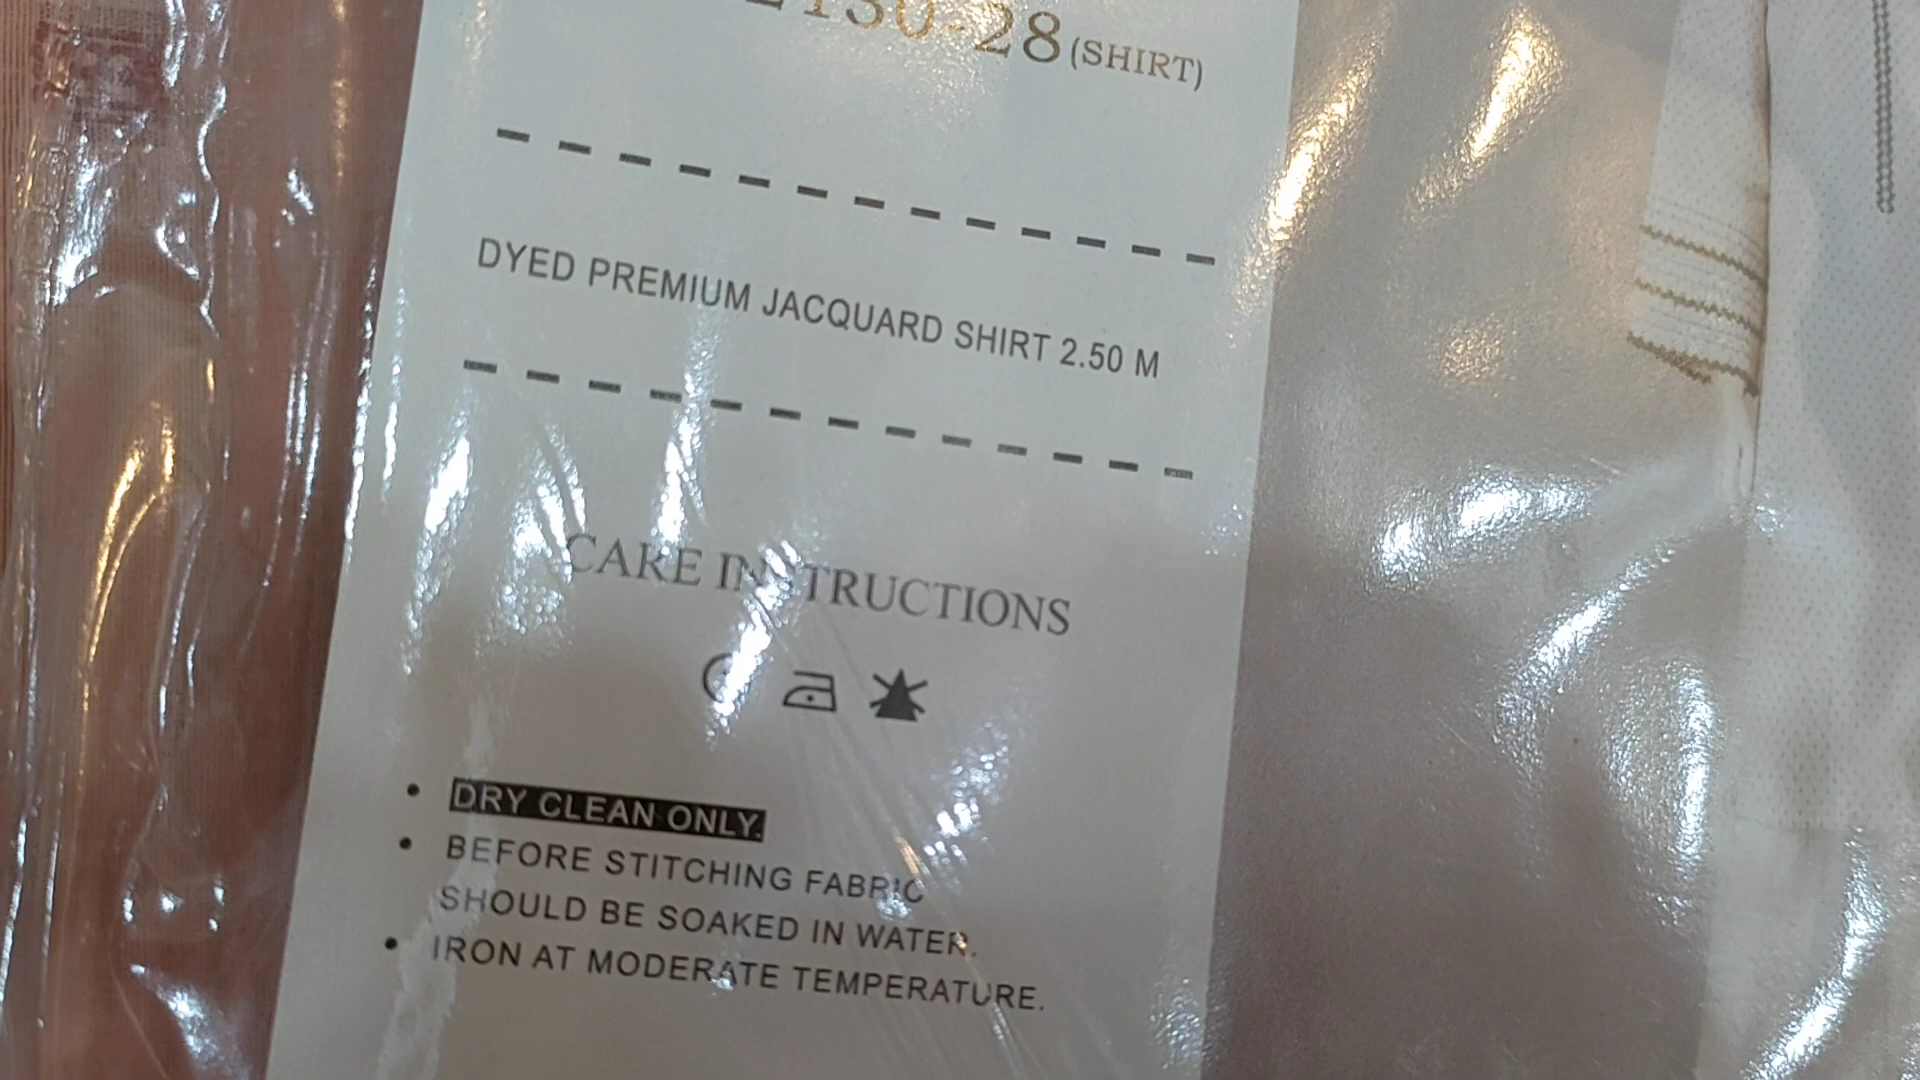 2130-28 (SHIRT)
DYED PREMIUM JACQUARD SHIRT 2.50 M
CARE INSTRUCTIONS
• DRY CLEAN ONLY.
• BEFORE STITCHING FABRIC
SHOULD BE SOAKED IN WATER.
• IRON AT MODERATE TEMPERATURE.